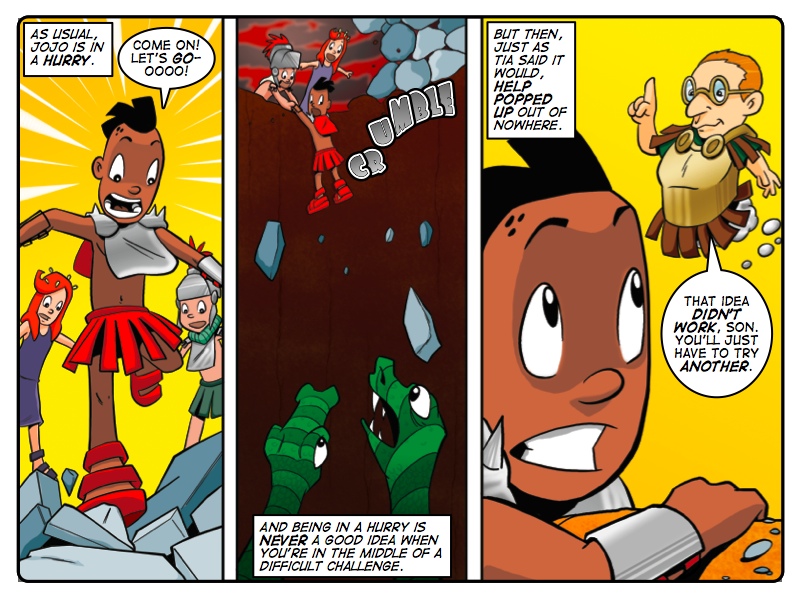 AS USUAL,
JOJO IS IN
A HURRY.
COME ON!
LET'S GO-
OOOO!
CRUMBLE
AND BEING IN A HURRY IS
NEVER A GOOD IDEA WHEN
YOU'RE IN THE MIDDLE OF A
DIFFICULT CHALLENGE.
BUT THEN,
JUST AS
TIA SAID IT
WOULD,
HELP
POPPED
UP OUT OF
NOWHERE.
THAT IDEA
DIDN'T
WORK, SON.
YOU'LL JUST
HAVE TO TRY
ANOTHER.